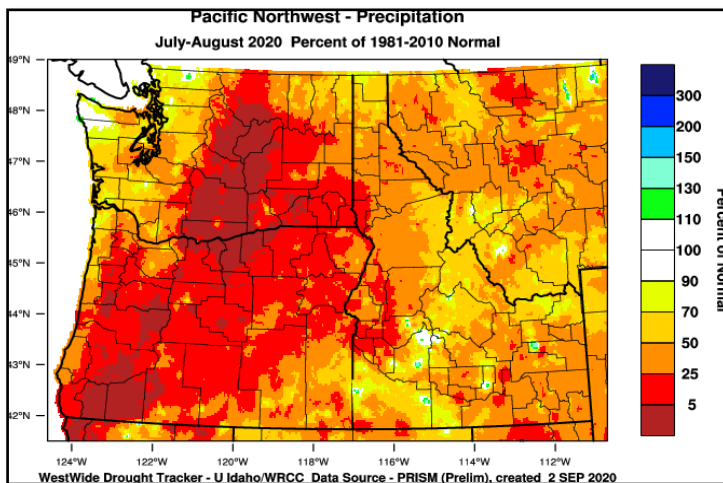 Pacific Northwest - Precipitation
July-August 2020 Percent of 1981-2010 Normal
49°N
48°N
47°N
46°N
45°N
44°N
43°N
42°N
124°W 122°W 120°W 118°W 116°W 114°W 112°W
300
200
150
130
110
100
90
70
50
25
5
Percent of Normal
WestWide Drought Tracker - U Idaho/WRCC Data Source - PRISM (Prelim), created 2 SEP 2020